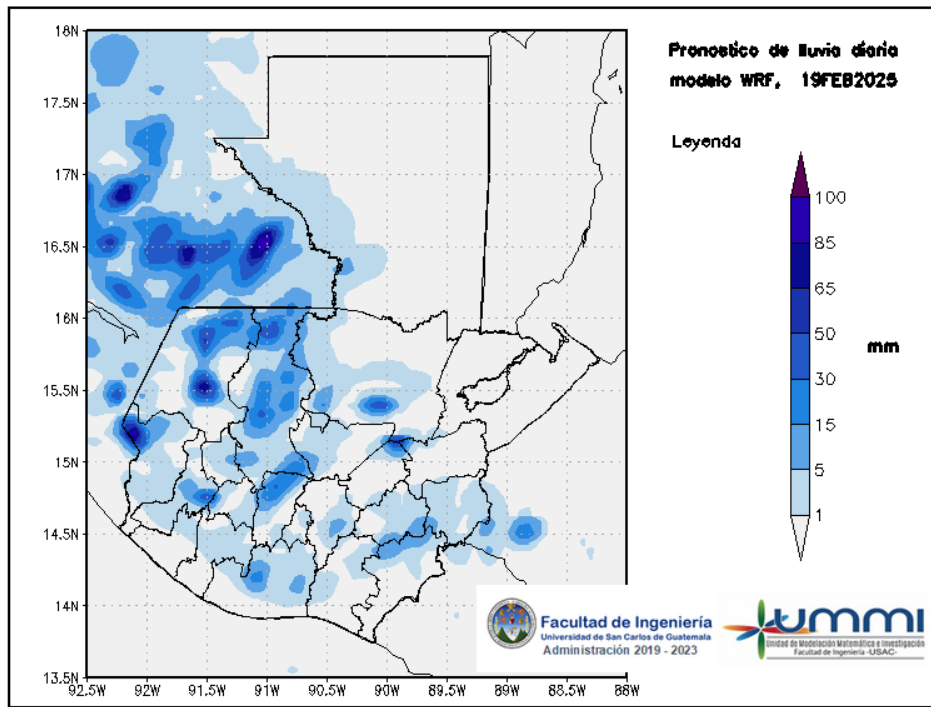 Pronostico de lluvia diaria
modelo WRF, 19FEB2025
Leyenda
100
85
65
50
30
15
5
1
mm
18N
17.5N
17N
16.5N
16N
15.5N
15N
14.5N
14N
13.5N
92.5W
92W
91.5W
91W
90.5W
90W
89.5W
89W
88.5W
88W
Facultad de Ingeniería
Universidad de San Carlos de Guatemala
Administración 2019 - 2023
ummi
Unidad de Modelación Matemática e Investigación
Facultad de Ingeniería -USAC-